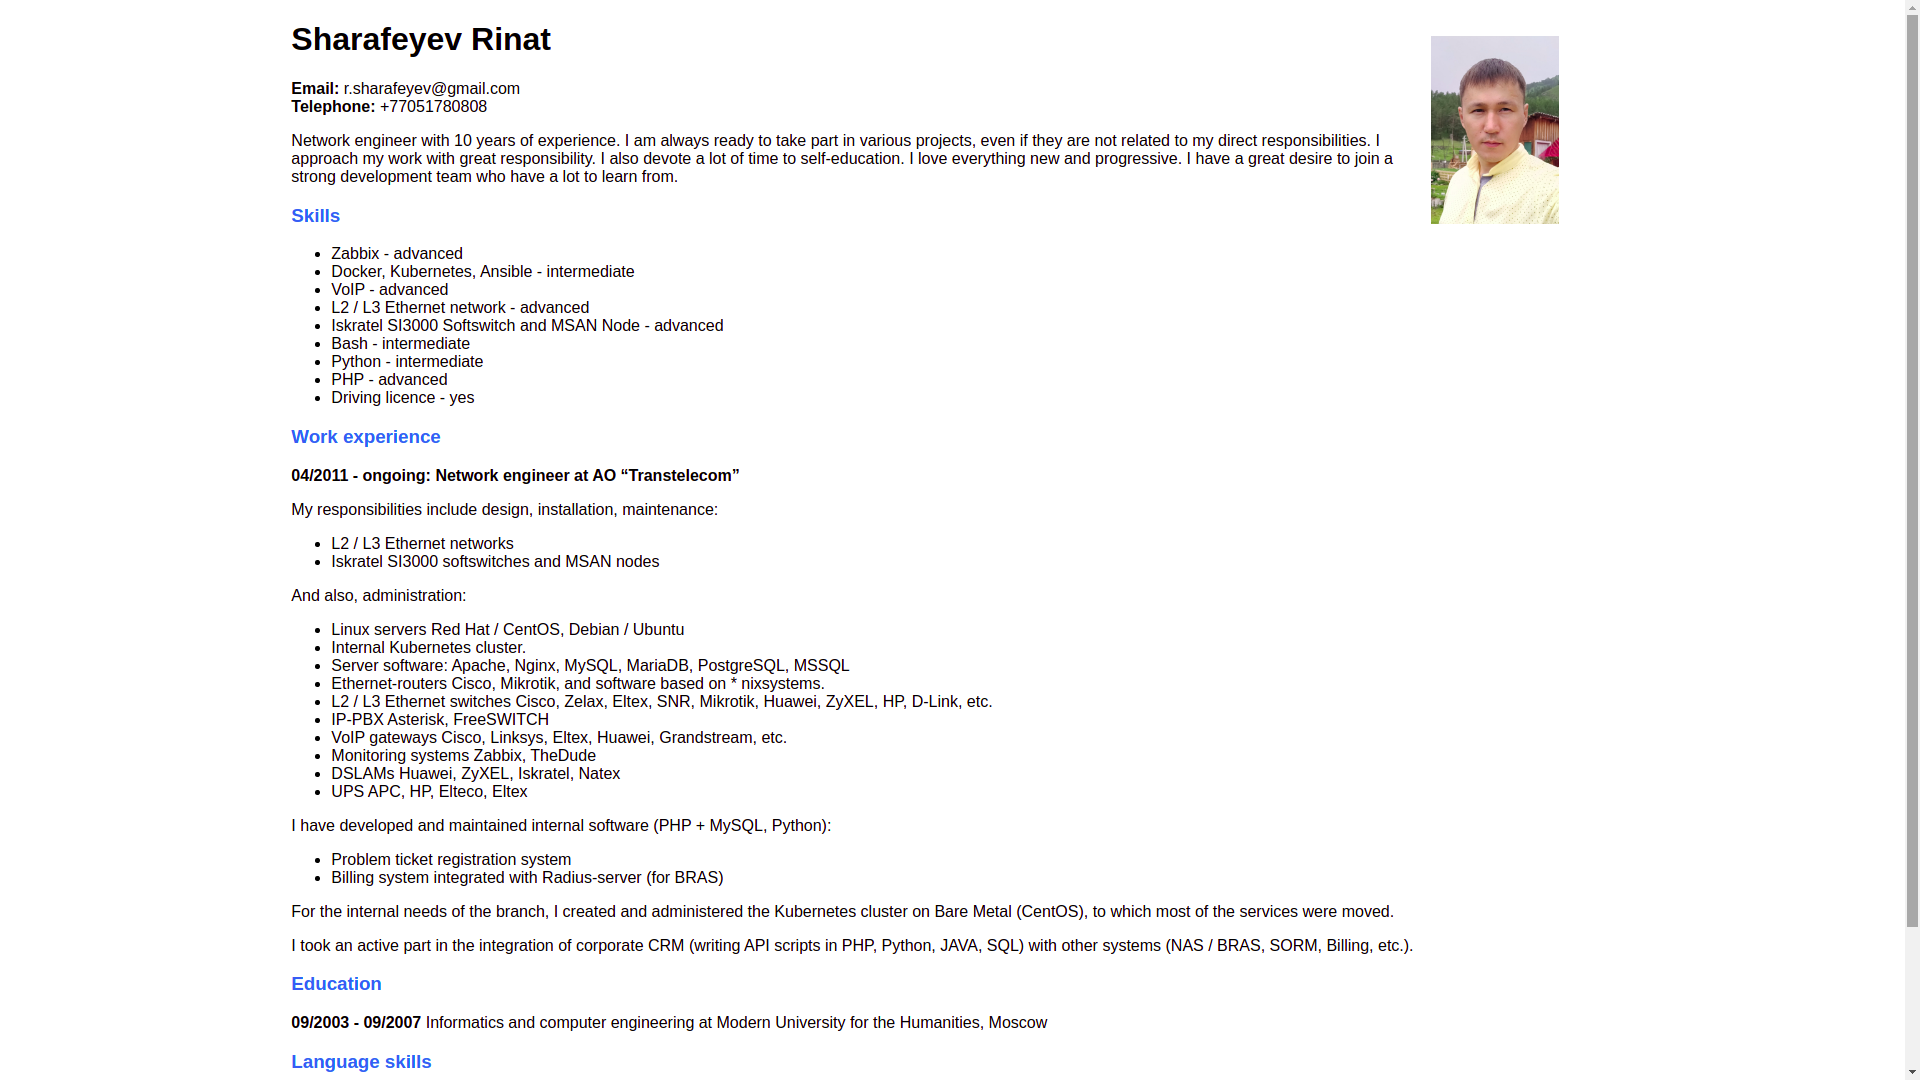 Sharafeyev Rinat
Email: r.sharafeyev@gmail.com
Telephone: +77051780808
Network engineer with 10 years of experience. I am always ready to take part in various projects, even if they are not related to my direct responsibilities. I
approach my work with great responsibility. I also devote a lot of time to self-education. I love everything new and progressive. I have a great desire to join a
strong development team who have a lot to learn from.
Skills
• Zabbix - advanced
• Docker, Kubernetes, Ansible - intermediate
• VoIP - advanced
• L2 / L3 Ethernet network - advanced
• Iskratel SI3000 Softswitch and MSAN Node - advanced
• Bash - intermediate
• Python - intermediate
• PHP - advanced
• Driving licence - yes
Work experience
04/2011 - ongoing: Network engineer at AO “Transtelecom”
My responsibilities include design, installation, maintenance:
• L2 / L3 Ethernet networks
• Iskratel SI3000 softswitches and MSAN nodes
And also, administration:
• Linux servers Red Hat / CentOS, Debian / Ubuntu
• Internal Kubernetes cluster.
• Server software: Apache, Nginx, MySQL, MariaDB, PostgreSQL, MSSQL
• Ethernet-routers Cisco, Mikrotik, and software based on * nixsystems.
• L2 / L3 Ethernet switches Cisco, Zelax, Eltex, SNR, Mikrotik, Huawei, ZyXEL, HP, D-Link, etc.
• IP-PBX Asterisk, FreeSWITCH
• VoIP gateways Cisco, Linksys, Eltex, Huawei, Grandstream, etc.
• Monitoring systems Zabbix, TheDude
• DSLAMs Huawei, ZyXEL, Iskratel, Natex
• UPS APC, HP, Elteco, Eltex
I have developed and maintained internal software (PHP + MySQL, Python):
• Problem ticket registration system
• Billing system integrated with Radius-server (for BRAS)
For the internal needs of the branch, I created and administered the Kubernetes cluster on Bare Metal (CentOS), to which most of the services were moved.
I took an active part in the integration of corporate CRM (writing API scripts in PHP, Python, JAVA, SQL) with other systems (NAS / BRAS, SORM, Billing, etc.).
Education
09/2003 - 09/2007 Informatics and computer engineering at Modern University for the Humanities, Moscow
Language skills